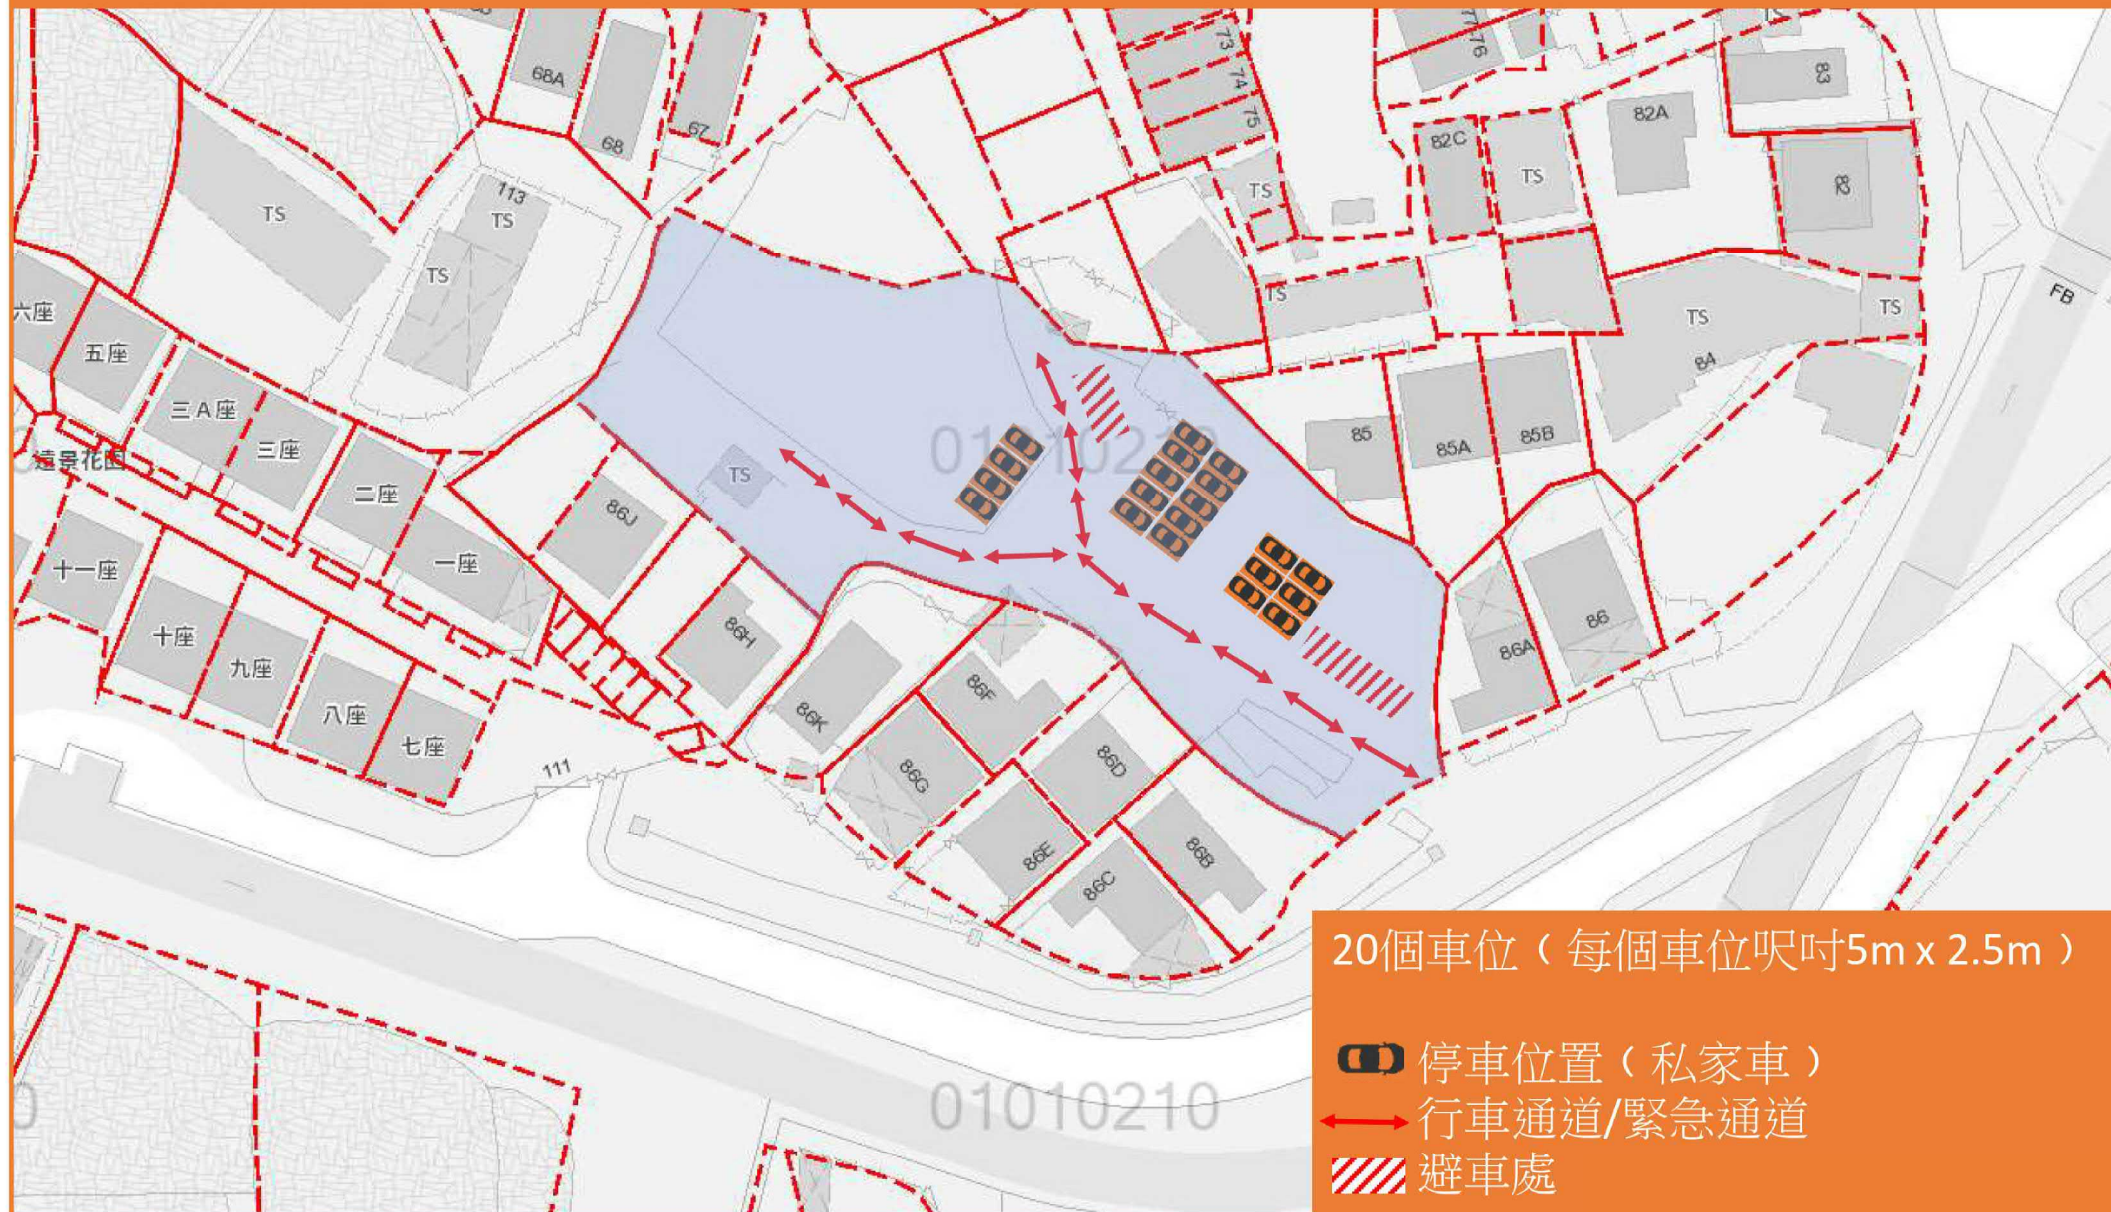 68A
68
67
73
74
75
77-76
83
82A
82C
TS
82
TS
113
TS
TS
TS
FB
TS
TS
TS
84
六座
五座
三A座
三座
二座
一座
遠景花園
十一座
十座
九座
八座
七座
111
TS
01010210
85
85A
85B
86J
86H
86K
86F
86G
86D
86E
86C
86B
86A
86
20個車位（每個車位呎吋5m x 2.5m）
停車位置（私家車）
行車通道/緊急通道
避車處
01010210
0